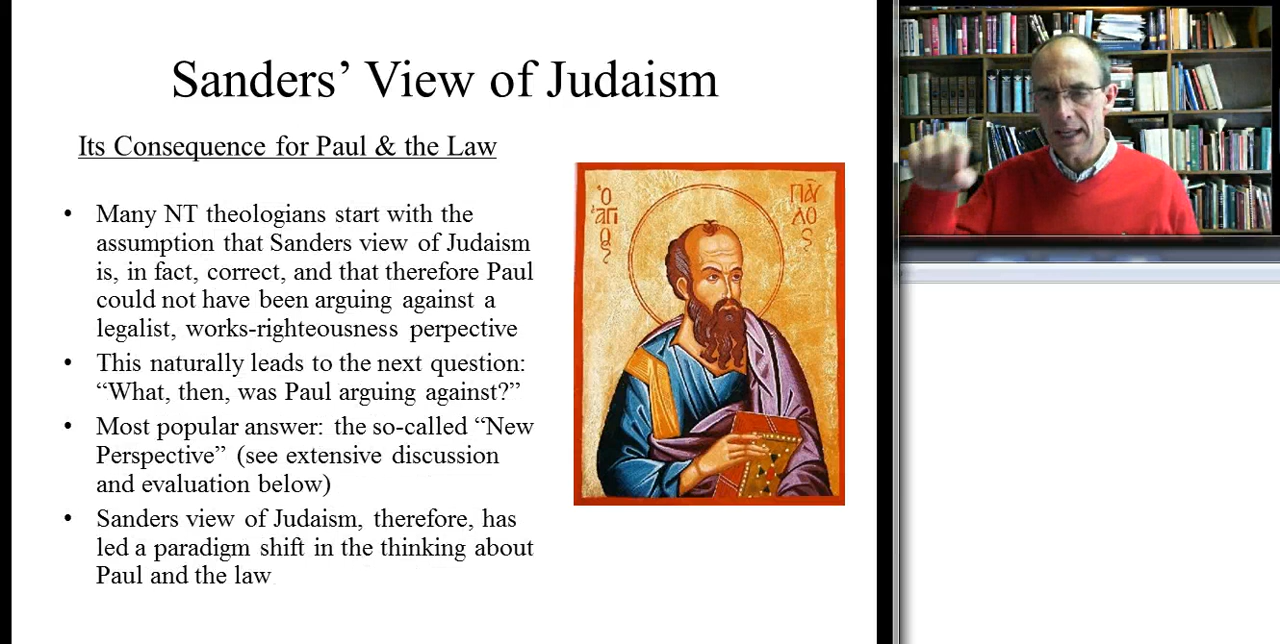 Sanders’ View of Judaism
Its Consequence for Paul & the Law
• Many NT theologians start with the
assumption that Sanders view of Judaism
is, in fact, correct, and that therefore Paul
could not have been arguing against a
legalist, works-righteousness perpective
• This naturally leads to the next question:
“What, then, was Paul arguing against?”
• Most popular answer: the so-called “New
Perspective” (see extensive discussion
and evaluation below)
• Sanders view of Judaism, therefore, has
led a paradigm shift in the thinking about
Paul and the law
Ὁ
ἍΓΙ
Ο
ς
ΠΑΥ
ΛΟ
ς